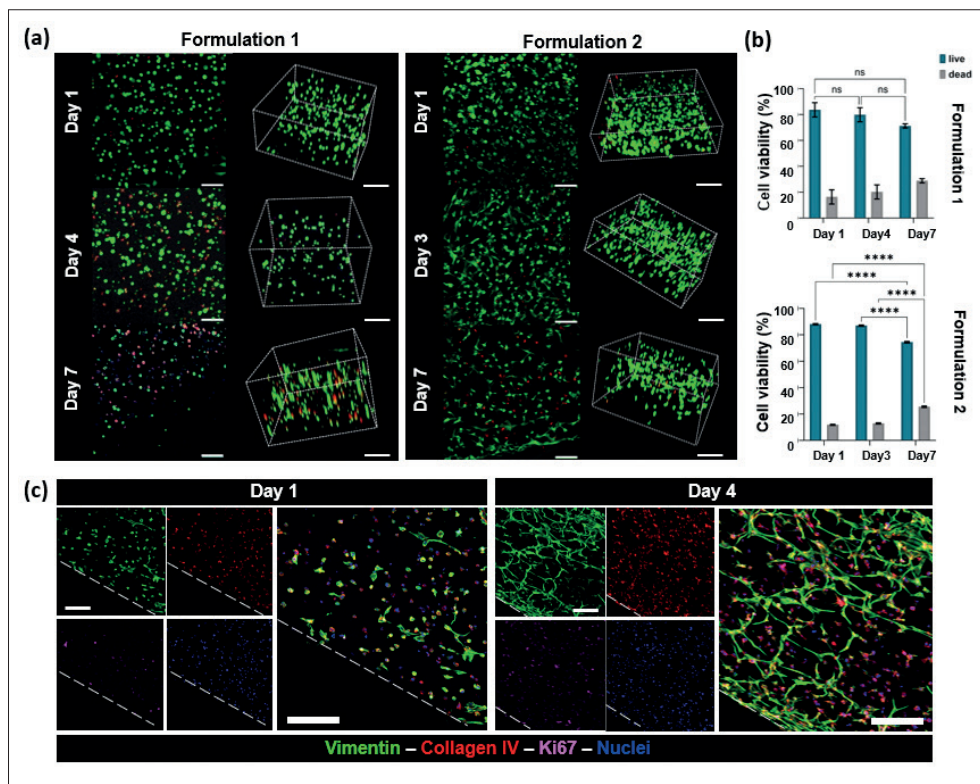 (a)
Formulation 1
Formulation 2
Day 1
Day 1
Day 4
Day 3
Day 7
Day 7
(b)
live
dead
ns
ns
ns
100
80
60
40
20
0
Cell viability (%)
Day 1
Day4
Day7
Formulation 1
****
****
****
****
100
80
60
40
20
0
Cell viability (%)
Day 1
Day3
Day7
Formulation 2
(c)
Day 1
Day 4
Vimentin – Collagen IV – Ki67 – Nuclei